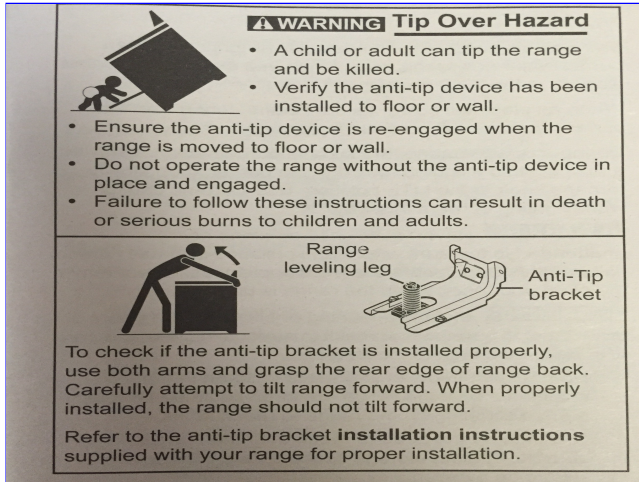 WARNING Tip Over Hazard
• A child or adult can tip the range
and be killed.
• Verify the anti-tip device has been
installed to floor or wall.
• Ensure the anti-tip device is re-engaged when the
range is moved to floor or wall.
• Do not operate the range without the anti-tip device in
place and engaged.
• Failure to follow these instructions can result in death
or serious burns to children and adults.
Range
leveling leg
Anti-Tip
bracket
To check if the anti-tip bracket is installed properly,
use both arms and grasp the rear edge of range back.
Carefully attempt to tilt range forward. When properly
installed, the range should not tilt forward.
Refer to the anti-tip bracket installation instructions
supplied with your range for proper installation.